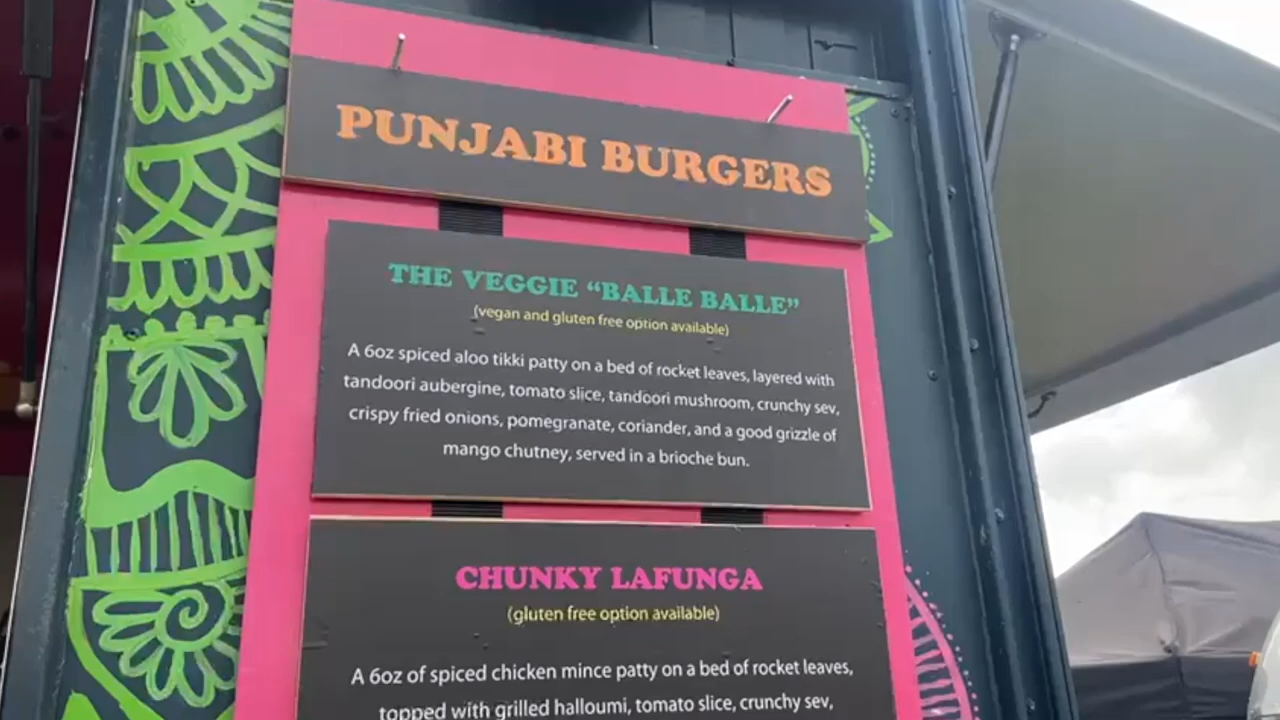 PUNJABI BURGERS
THE VEGGIE “BALLE BALLE”
(vegan and gluten free option available)
A 6oz spiced aloo tikki patty on a bed of rocket leaves, layered with
tandoori aubergine, tomato slice, tandoori mushroom, crunchy sev,
crispy fried onions, pomegranate, coriander, and a good grizzle of
mango chutney, served in a brioche bun.
CHUNKY LAFUNGA
(gluten free option available)
A 6oz of spiced chicken mince patty on a bed of rocket leaves,
topped with grilled halloumi, tomato slice, crunchy sev,